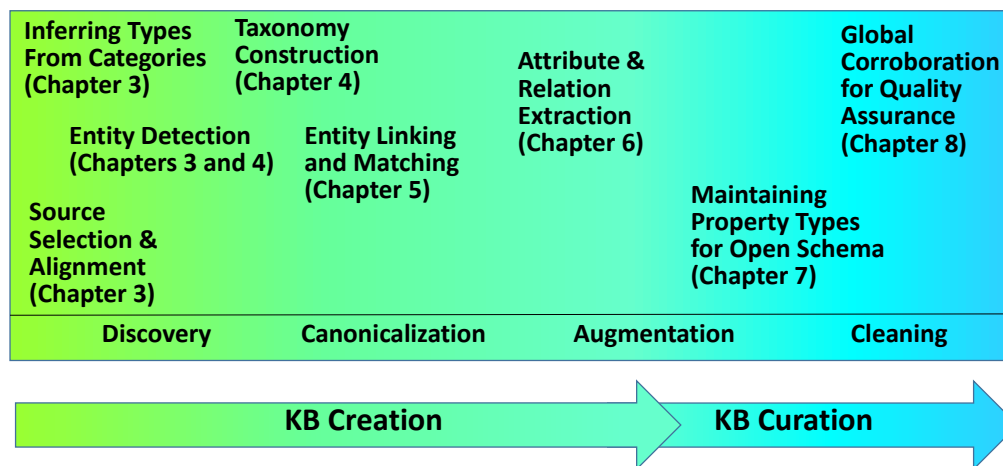 Inferring Types
From Categories
(Chapter 3)
Taxonomy
Construction
(Chapter 4)
Attribute &
Relation
Extraction
(Chapter 6)
Global
Corroboration
for Quality
Assurance
(Chapter 8)
Entity Detection
(Chapters 3 and 4)
Entity Linking
and Matching
(Chapter 5)
Source
Selection &
Alignment
(Chapter 3)
Maintaining
Property Types
for Open Schema
(Chapter 7)
Discovery
Canonicalization
Augmentation
Cleaning
KB Creation
KB Curation